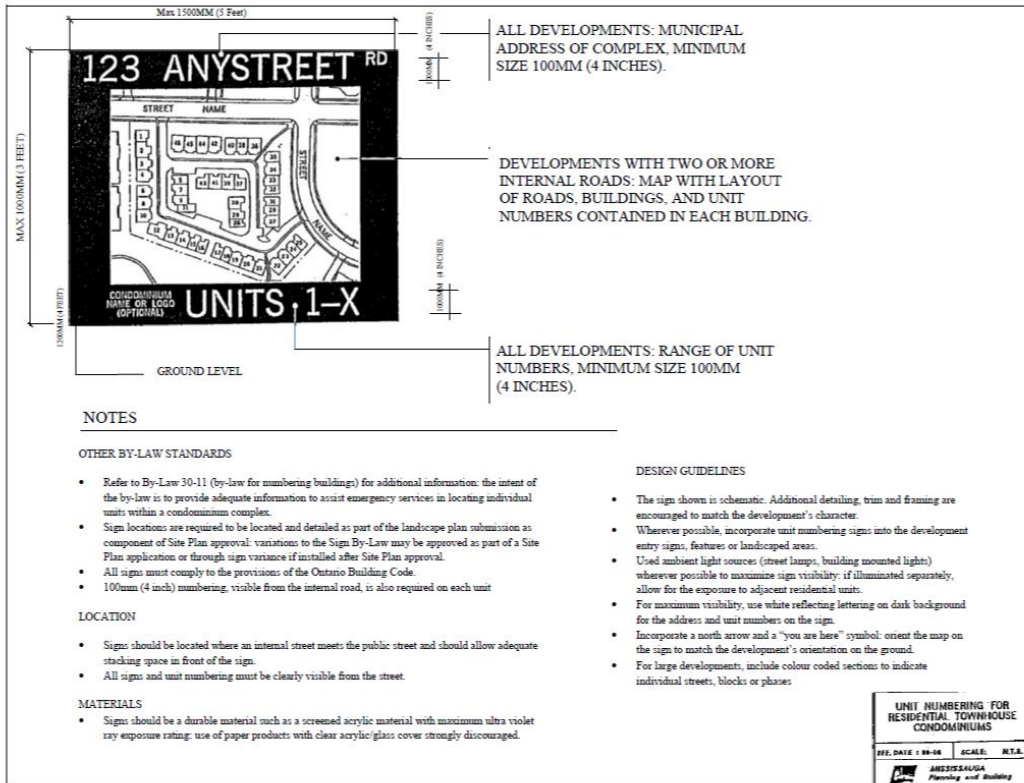 Max 1500MM (5 Feet)
MAX 1000MM (3 FEET)
1200MM (4 FEET)
(4 INCHES)
123 ANYSTREET RD
STREET NAME
STREET
NAME
CONDOMINIUM
NAME OR LOGO
(OPTIONAL)
UNITS 1–X
1000MM (4 INCHES)
GROUND LEVEL
ALL DEVELOPMENTS: MUNICIPAL
ADDRESS OF COMPLEX, MINIMUM
SIZE 100MM (4 INCHES).
DEVELOPMENTS WITH TWO OR MORE
INTERNAL ROADS: MAP WITH LAYOUT
OF ROADS, BUILDINGS, AND UNIT
NUMBERS CONTAINED IN EACH BUILDING.
ALL DEVELOPMENTS: RANGE OF UNIT
NUMBERS, MINIMUM SIZE 100MM
(4 INCHES).
NOTES
OTHER BY-LAW STANDARDS
• Refer to By-Law 30-11 (by-law for numbering buildings) for additional information: the intent of
the by-law is to provide adequate information to assist emergency services in locating individual
units within a condominium complex.
• Sign locations are required to be located and detailed as part of the landscape plan submission as
component of Site Plan approval: variations to the Sign By-Law may be approved as part of a Site
Plan application or through sign variance if installed after Site Plan approval.
• All signs must comply to the provisions of the Ontario Building Code.
• 100mm (4 inch) numbering, visible from the internal road, is also required on each unit
LOCATION
• Signs should be located where an internal street meets the public street and should allow adequate
stacking space in front of the sign.
• All signs and unit numbering must be clearly visible from the street.
MATERIALS
• Signs should be a durable material such as a screened acrylic material with maximum ultra violet
ray exposure rating: use of paper products with clear acrylic/glass cover strongly discouraged.
DESIGN GUIDELINES
• The sign shown is schematic. Additional detailing, trim and framing are
encouraged to match the development's character.
• Wherever possible, incorporate unit numbering signs into the development
entry signs, features or landscaped areas.
• Used ambient light sources (street lamps, building mounted lights)
wherever possible to maximize sign visibility: if illuminated separately,
allow for the exposure to adjacent residential units.
• For maximum visibility, use white reflecting lettering on dark background
for the address and unit numbers on the sign.
• Incorporate a north arrow and a "you are here" symbol: orient the map on
the sign to match the development's orientation on the ground.
• For large developments, include colour coded sections to indicate
individual streets, blocks or phases
UNIT NUMBERING FOR
RESIDENTIAL TOWNHOUSE
CONDOMINIUMS
DATE : SCALE: N.T.S.
MISSISSAUGA
Planning and Building